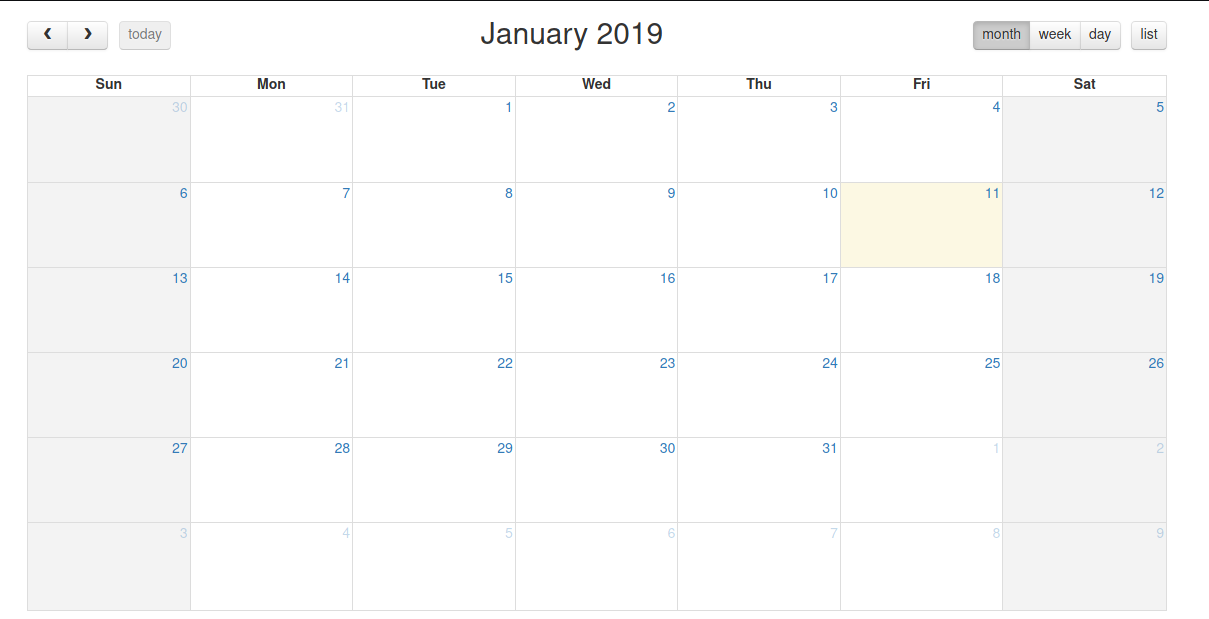 ❮ ❯ today January 2019 month week day list
Sun Mon Tue Wed Thu Fri Sat
30 31 1 2 3 4 5
6 7 8 9 10 11 12
13 14 15 16 17 18 19
20 21 22 23 24 25 26
27 28 29 30 31 1 2
3 4 5 6 7 8 9